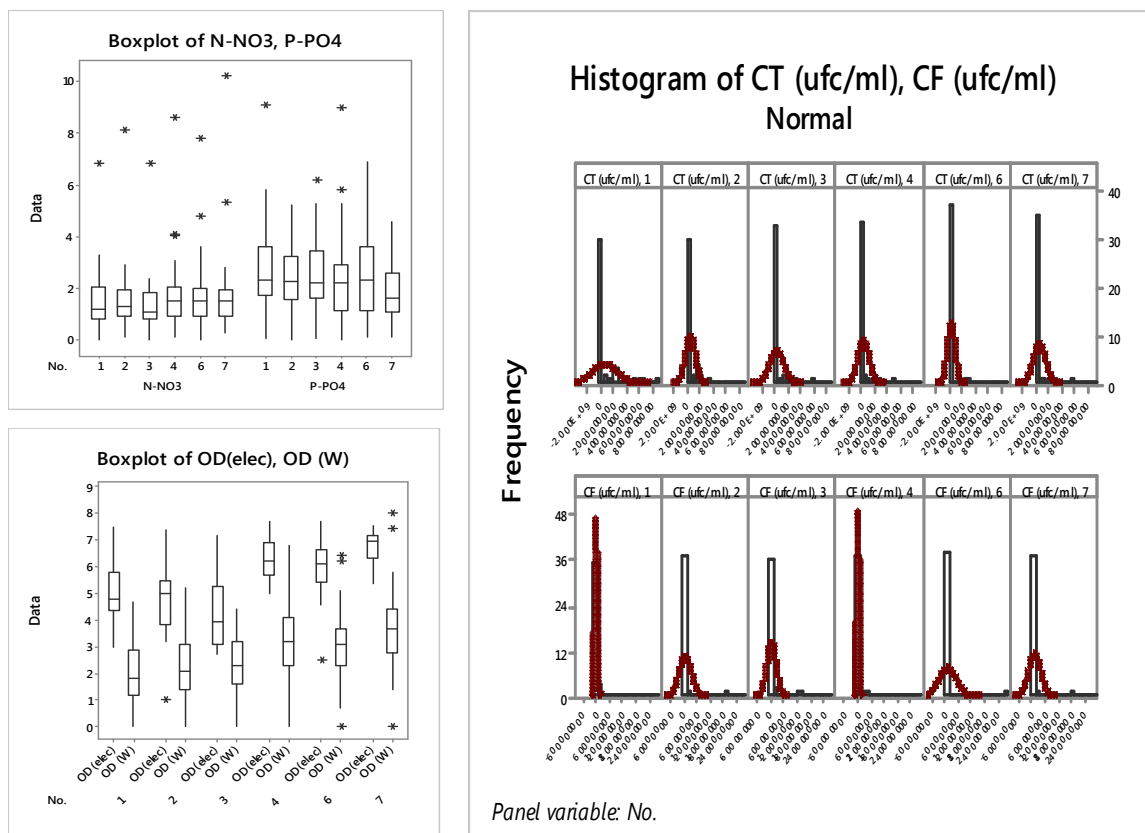 Boxplot of N-NO3, P-PO4
10
8
6
4
2
0
Data
No. 1 2 3 4 6 7 1 2 3 4 6 7
N-NO3 P-PO4
Boxplot of OD(elec), OD (W)
9
8
7
6
5
4
3
2
1
0
Data
OD(elec) OD (W) OD(elec) OD (W) OD(elec) OD (W) OD(elec) OD (W) OD(elec) OD (W) OD(elec) OD (W)
No. 1 2 3 4 6 7
Histogram of CT (ufc/ml), CF (ufc/ml)
Normal
CT (ufc/ml), 1 CT (ufc/ml), 2 CT (ufc/ml), 3 CT (ufc/ml), 4 CT (ufc/ml), 6 CT (ufc/ml), 7
40
30
20
10
0
Frequency
CF (ufc/ml), 1 CF (ufc/ml), 2 CF (ufc/ml), 3 CF (ufc/ml), 4 CF (ufc/ml), 6 CF (ufc/ml), 7
48
36
24
12
0
Panel variable: No.